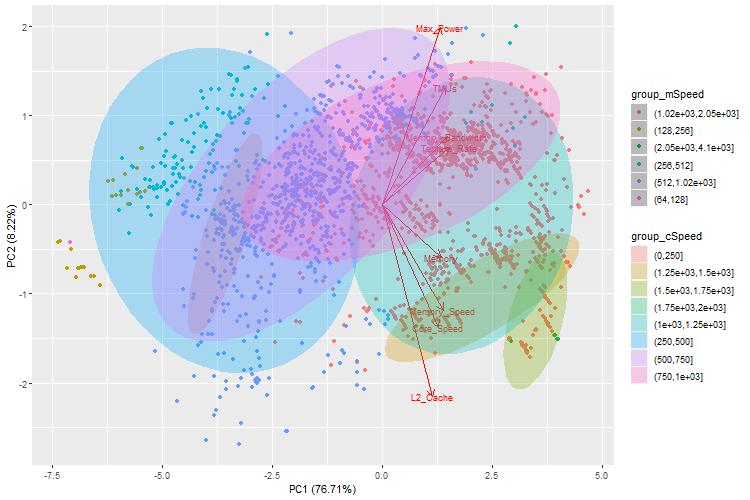 2
1
0
-1
-2
PC2 (8.22%)
-7.5
-5.0
-2.5
0.0
2.5
5.0
PC1 (76.71%)
Max_Power
TMUs
Memory_Bandwidth
Texture_Rate
Memory
Memory_Speed
Core_Speed
L2_Cache
group_mSpeed
(1.02e+03,2.05e+03]
(128,256]
(2.05e+03,4.1e+03]
(256,512]
(512,1.02e+03]
(64,128]
group_cSpeed
(0,250]
(1.25e+03,1.5e+03]
(1.5e+03,1.75e+03]
(1.75e+03,2e+03]
(1e+03,1.25e+03]
(250,500]
(500,750]
(750,1e+03]